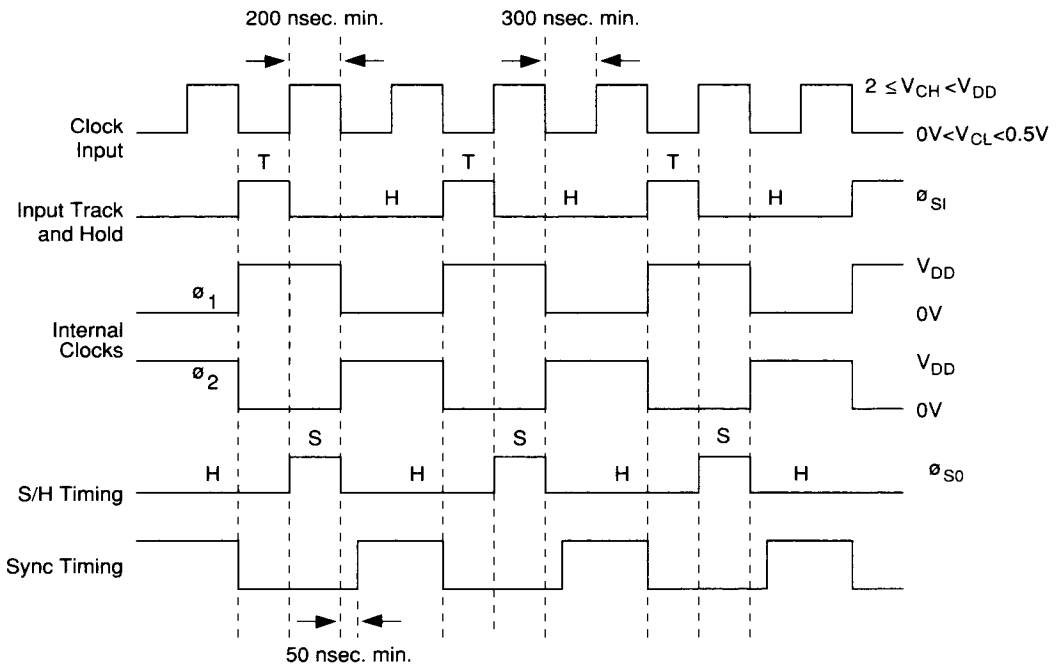 200 nsec. min.
300 nsec. min.
2 ≤ V_CH < V_DD
Clock
Input
0V<V_CL<0.5V
T
T
T
H
H
H
ø_SI
Input Track
and Hold
V_DD
ø_1
0V
Internal
Clocks
V_DD
ø_2
0V
S
S
S
H
H
H
H
ø_S0
S/H Timing
Sync Timing
50 nsec. min.